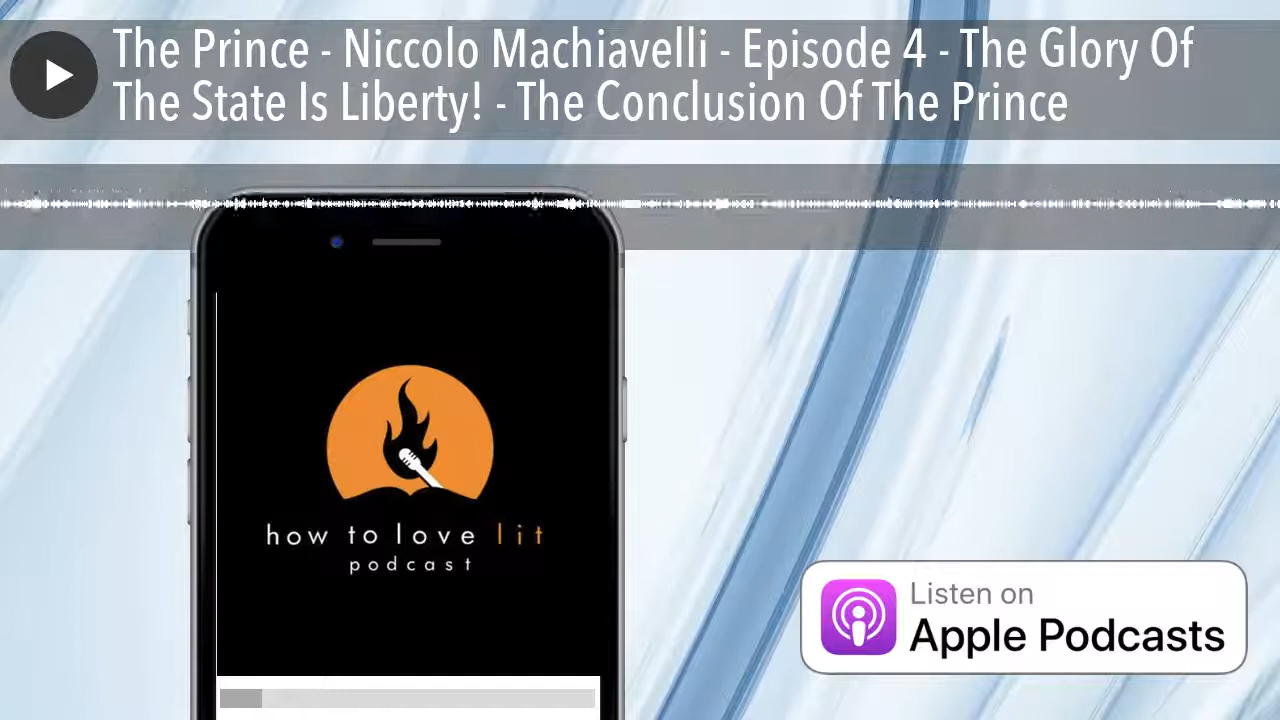 The Prince - Niccolo Machiavelli - Episode 4 - The Glory Of
The State Is Liberty! - The Conclusion Of The Prince
how to love lit
podcast
Listen on
Apple Podcasts